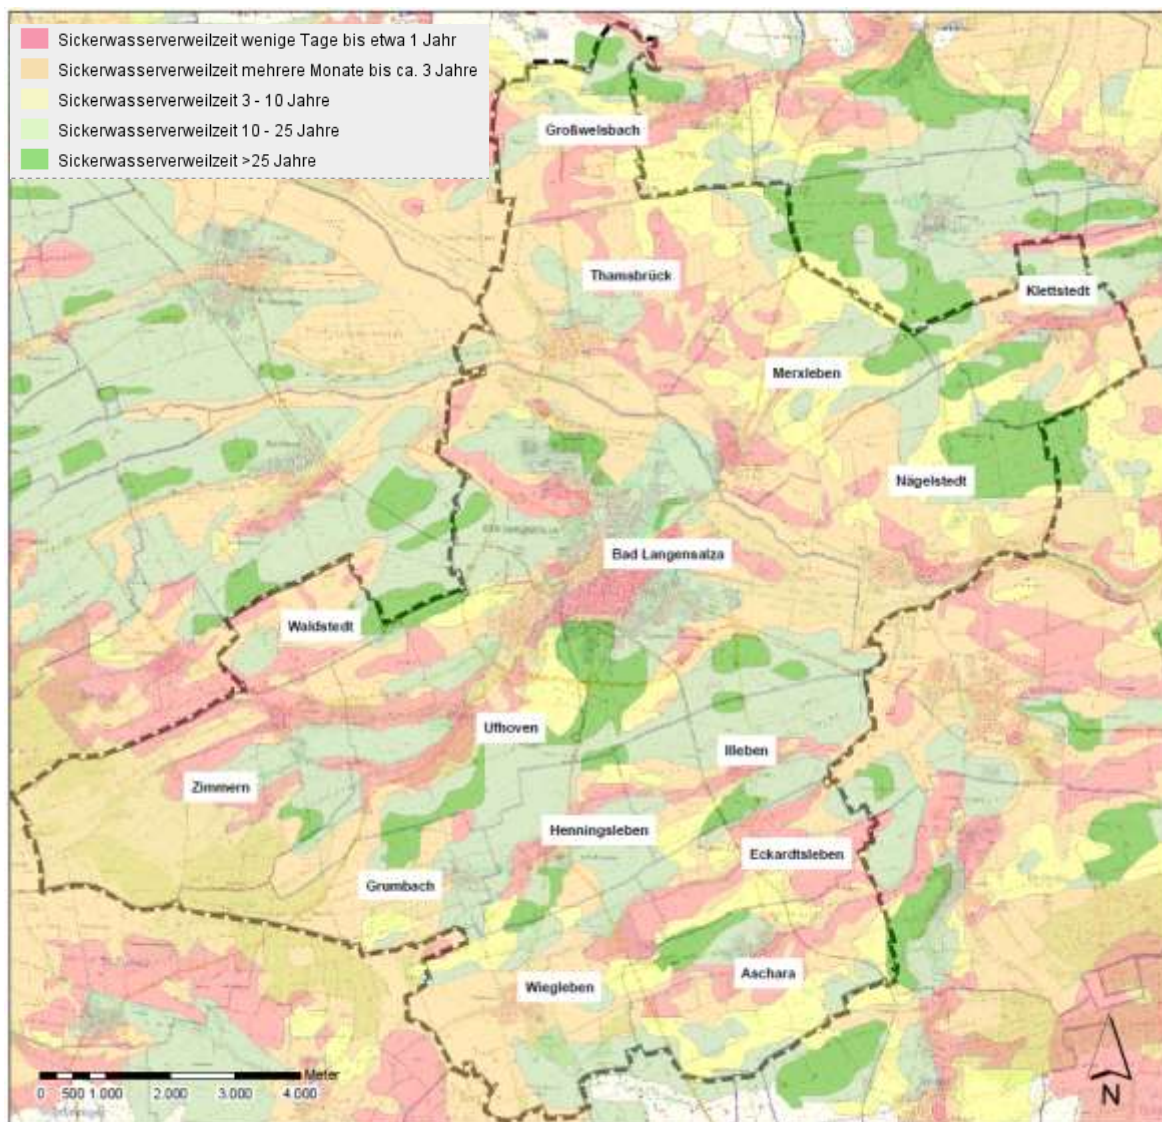 Sickerwasserverweilzeit wenige Tage bis etwa 1 Jahr
Sickerwasserverweilzeit mehrere Monate bis ca. 3 Jahre
Sickerwasserverweilzeit 3 - 10 Jahre
Sickerwasserverweilzeit 10 - 25 Jahre
Sickerwasserverweilzeit >25 Jahre
Großwelsbach
Thamsbrück
Klettstedt
Merxleben
Nägelstedt
Bad Langensalza
Waldstedt
Ufhoven
Illeben
Zimmern
Henningsleben
Eckardtsleben
Grumbach
Aschara
Wiegleben
Meter
0 500 1.000 2.000 3.000 4.000
N